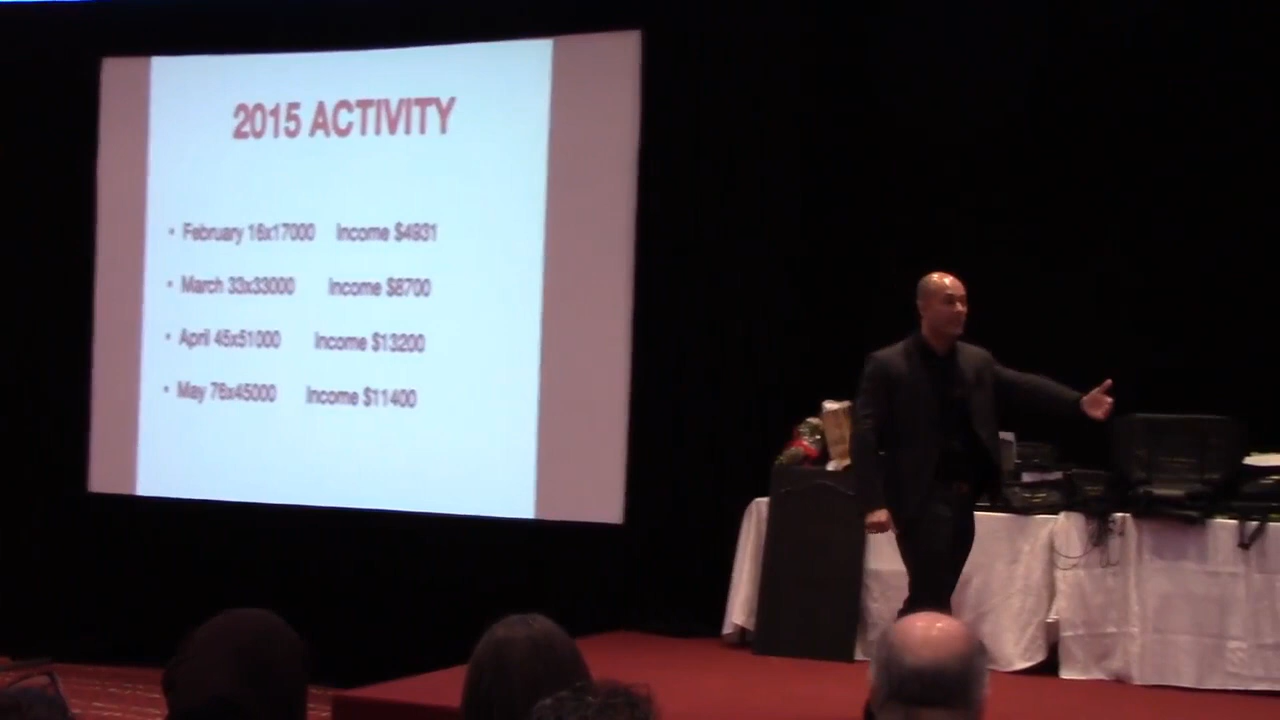 2015 ACTIVITY
• February 16x17000 Income $4931
• March 33x33000 Income $8700
• April 45x51000 Income $13200
• May 76x45000 Income $11400